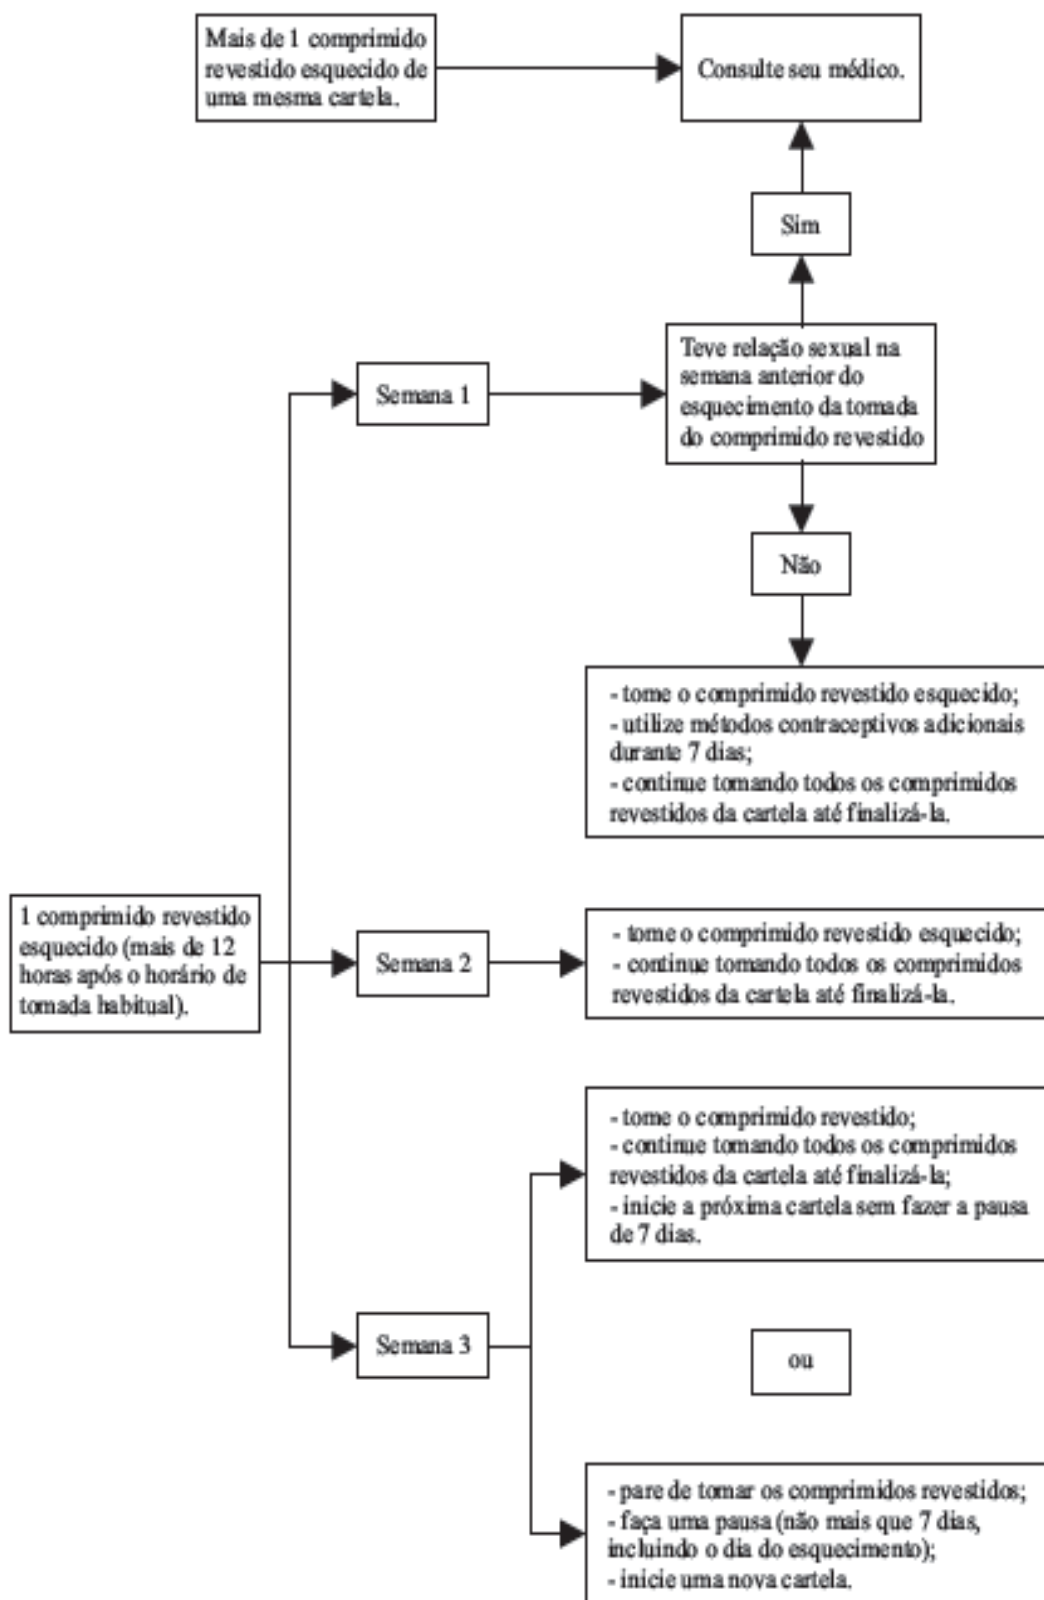 Mais de 1 comprimido
revestido esquecido de
uma mesma cartela.
Consulte seu médico.
Sim
Teve relação sexual na
semana anterior do
esquecimento da tomada
do comprimido revestido
Semana 1
Não
- tome o comprimido revestido esquecido;
- utilize métodos contraceptivos adicionais
durante 7 dias;
- continue tomando todos os comprimidos
revestidos da cartela até finalizá-la.
1 comprimido revestido
esquecido (mais de 12
horas após o horário de
tomada habitual).
Semana 2
- tome o comprimido revestido esquecido;
- continue tomando todos os comprimidos
revestidos da cartela até finalizá-la.
- tome o comprimido revestido;
- continue tomando todos os comprimidos
revestidos da cartela até finalizá-la;
- inicie a próxima cartela sem fazer a pausa
de 7 dias.
Semana 3
ou
- pare de tomar os comprimidos revestidos;
- faça uma pausa (não mais que 7 dias,
incluindo o dia do esquecimento);
- inicie uma nova cartela.